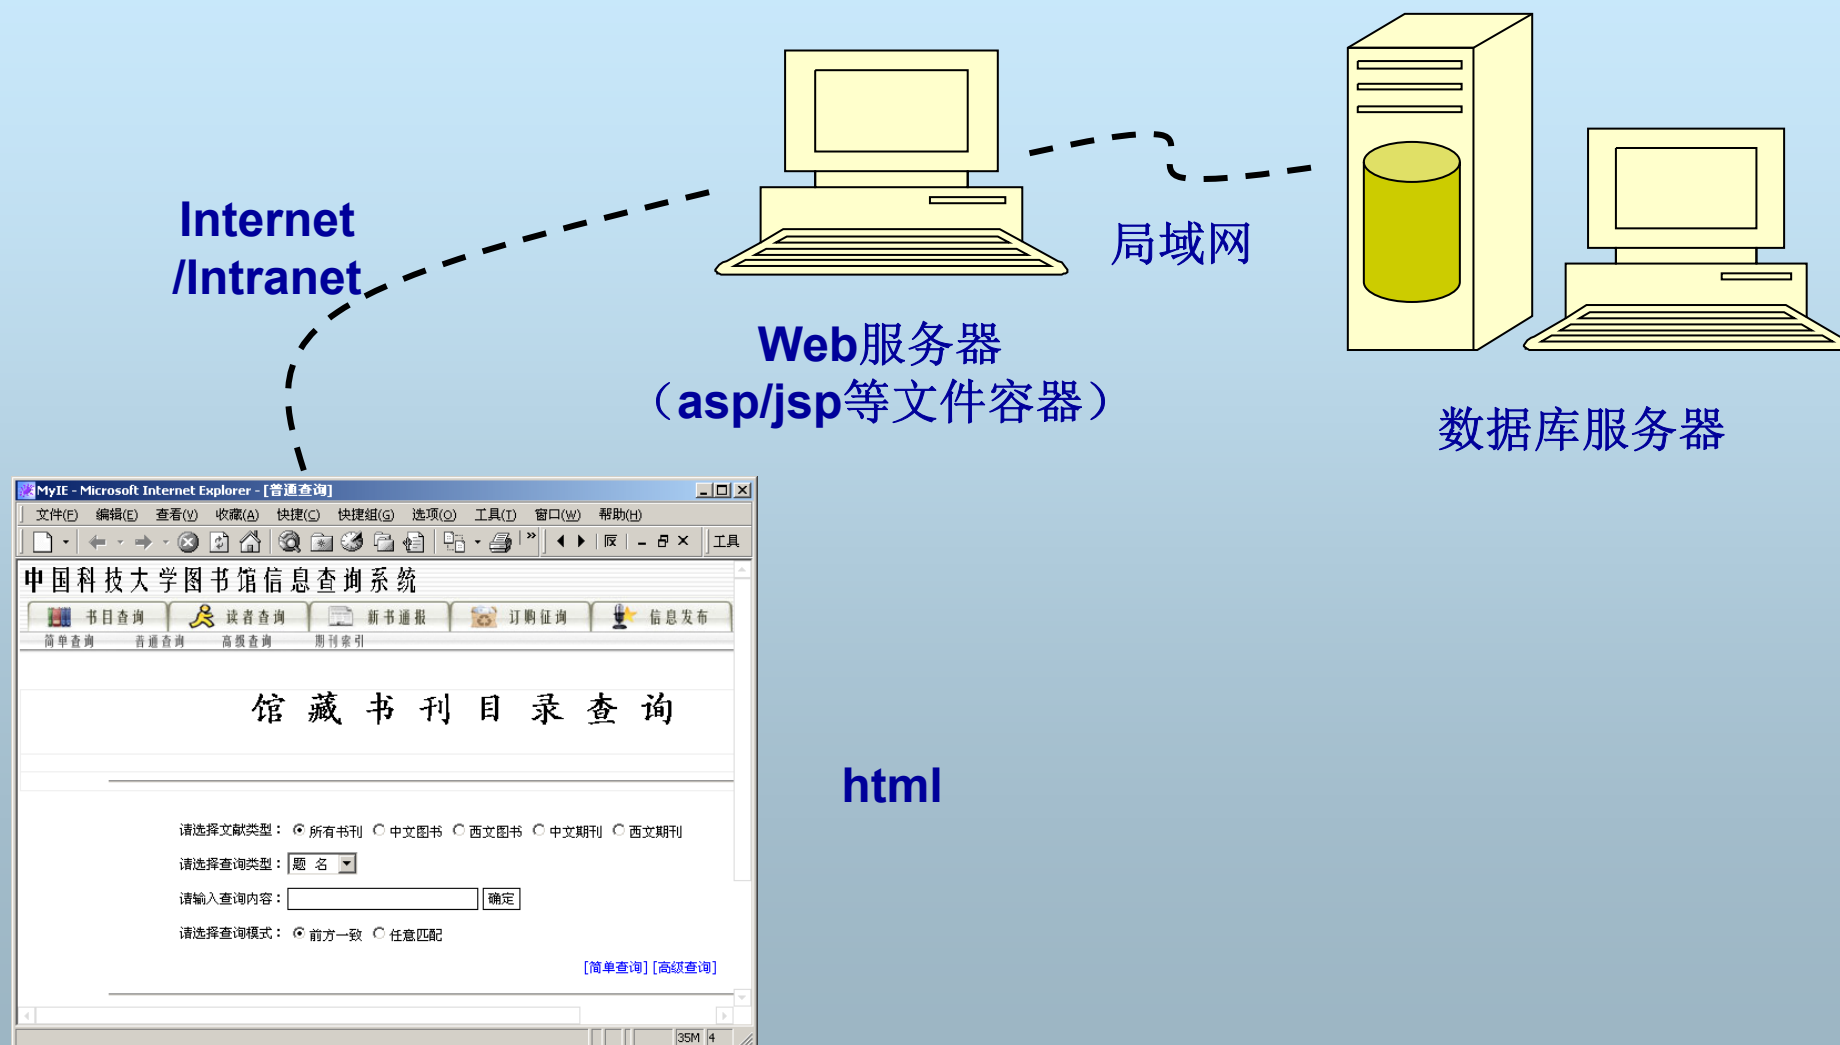 Internet
/Intranet
局域网
Web服务器
（asp/jsp等文件容器）
数据库服务器
MyIE - Microsoft Internet Explorer - [普通查询]
文件(F) 编辑(E) 查看(V) 收藏(A) 快捷(C) 快捷组(G) 选项(O) 工具(T) 窗口(W) 帮助(H)
灰 工具
中国科技大学图书馆信息查询系统
书目查询 读者查询 新书通报 订购征询 信息发布
简单查询 普通查询 高级查询 期刊索引
馆藏书刊目录查询
html
请选择文献类型： 所有书刊 中文图书 西文图书 中文期刊 西文期刊
请选择查询类型： 题 名
请输入查询内容： 确定
请选择查询模式： 前方一致 任意匹配
[简单查询] [高级查询]
35M 4